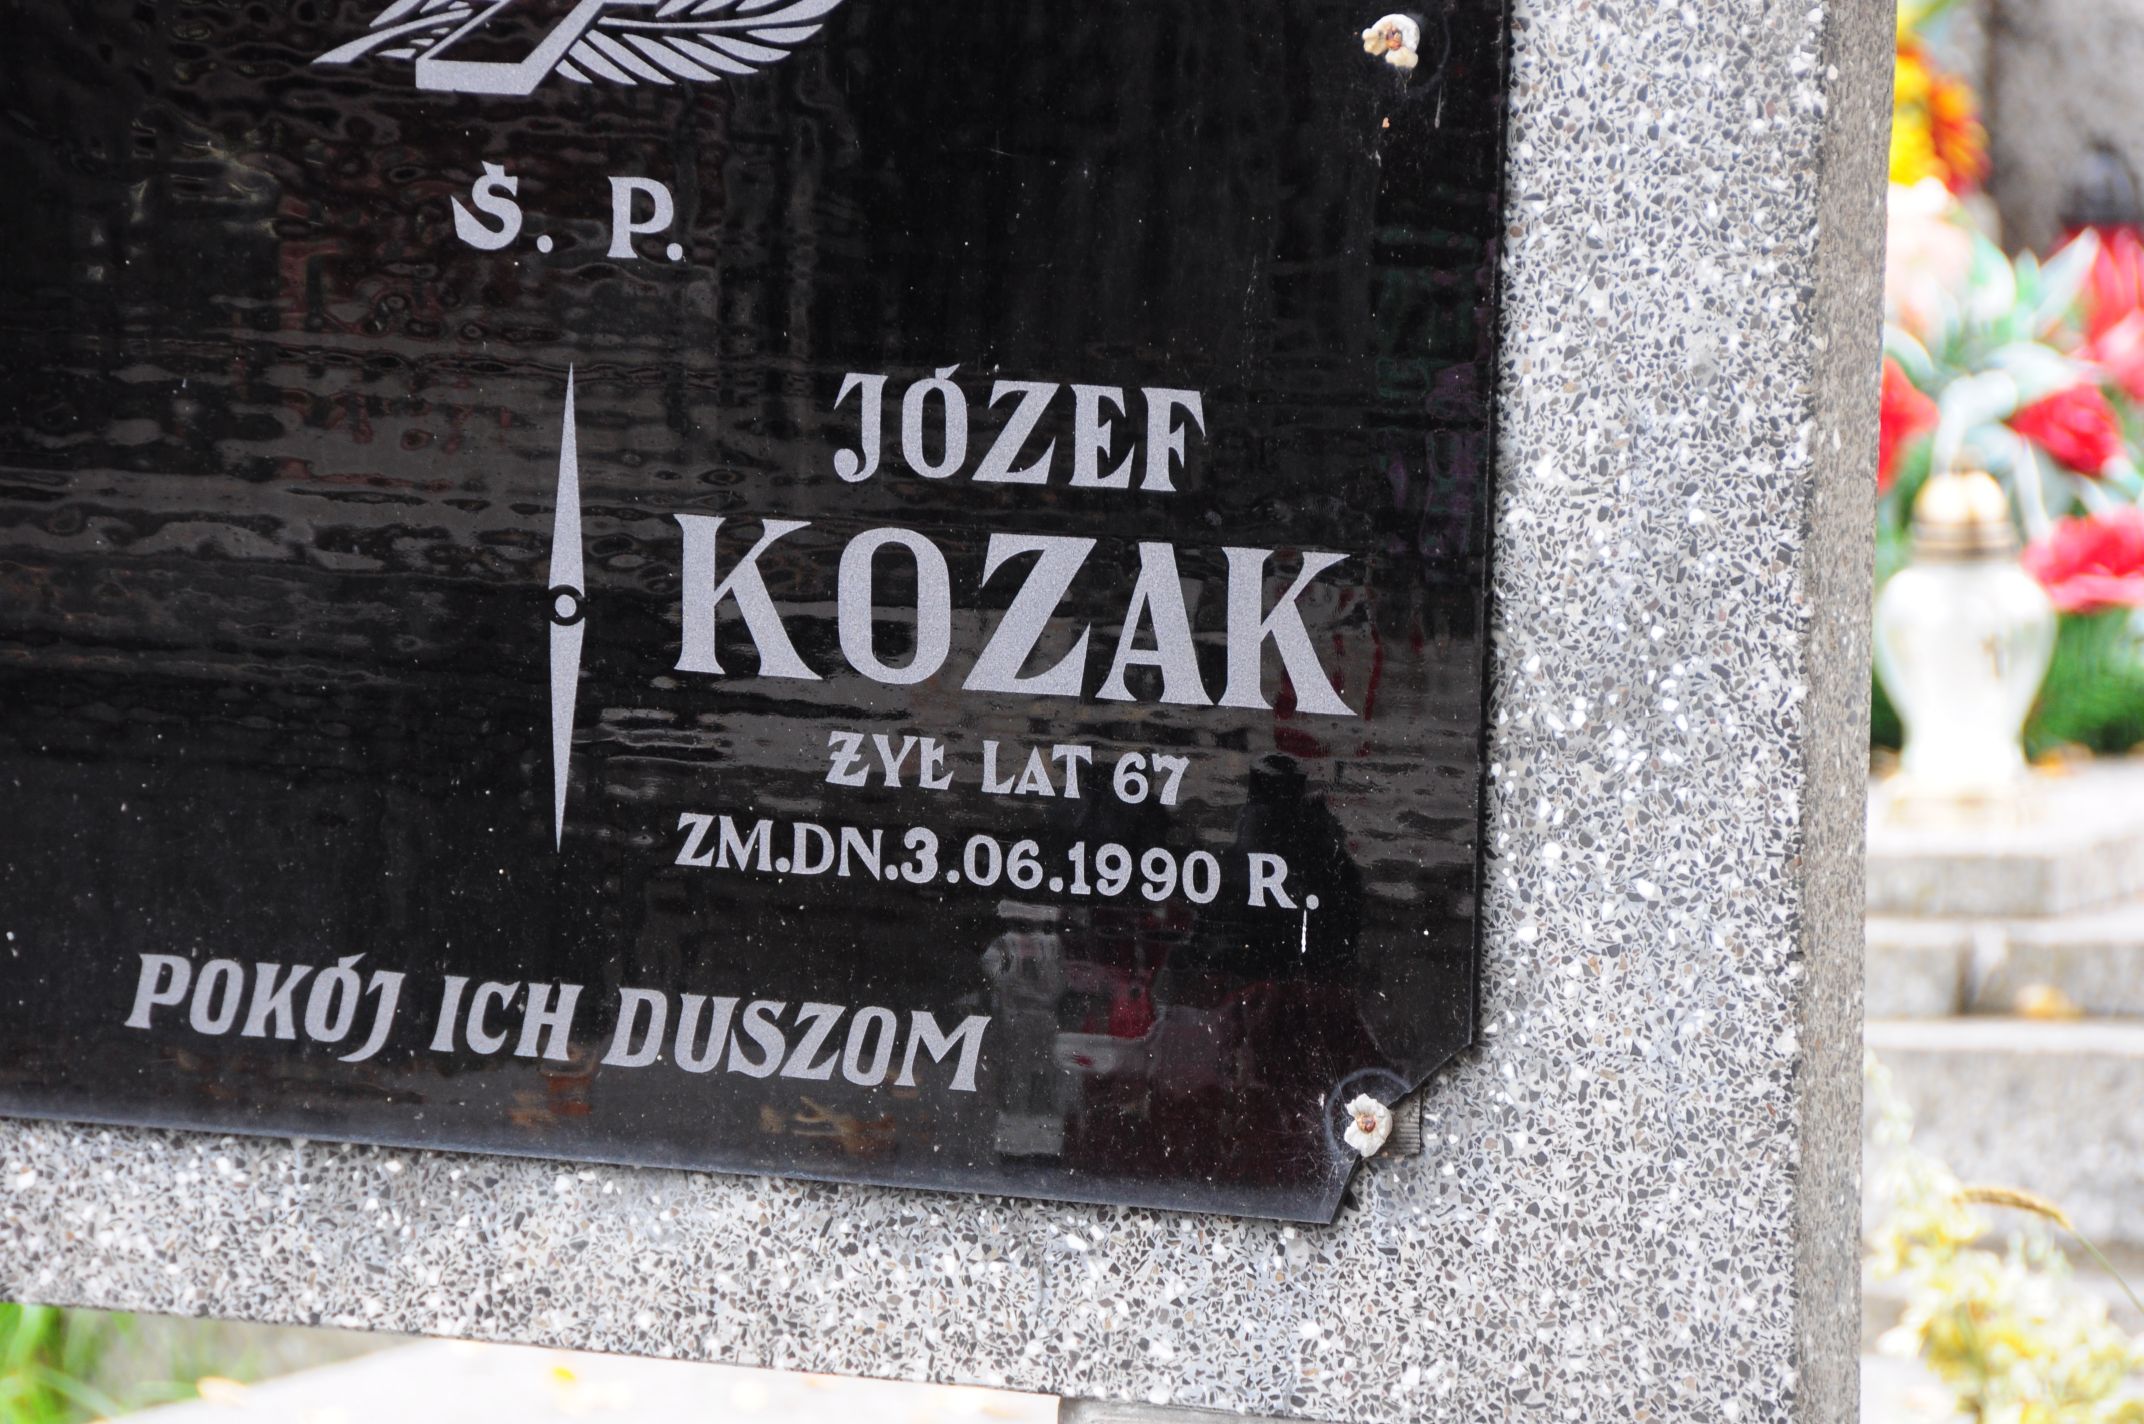 Ś. P.
JÓZEF
KOZAK
ŻYŁ LAT 67
ZM.DN.3.06.1990 R.
POKÓJ ICH DUSZOM